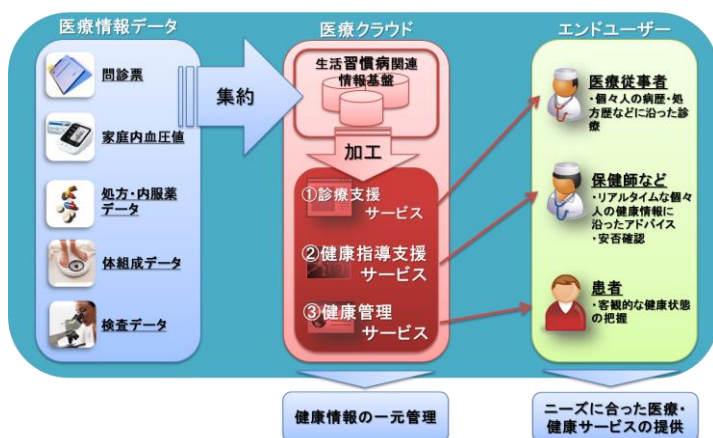 医療情報データ
問診票
家庭内血圧値
処方・内服薬
データ
体組成データ
検査データ
集約
医療クラウド
生活習慣病関連
情報基盤
加工
①診療支援
サービス
②健康指導支援
サービス
③健康管理
サービス
健康情報の一元管理
エンドユーザー
医療従事者
・個々人の病歴・処
方歴などに沿った診
療
保健師など
・リアルタイムな個々
人の健康情報に
沿ったアドバイス
・安否確認
患者
・客観的な健康状態
の把握
ニーズに合った医療・
健康サービスの提供